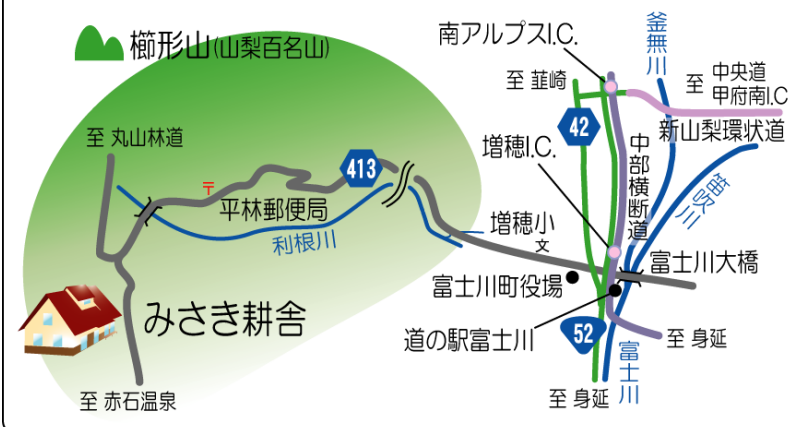 櫛形山(山梨百名山)
南アルプスI.C.
釜無川
至 韮崎
至 中央道
甲府南I.C
42
新山梨環状道
至 丸山林道
413
増穂I.C.
中部横断道
笛吹川
〒
平林郵便局
利根川
増穂小
文
富士川大橋
富士川町役場
みさき耕舎
道の駅富士川
52
至 身延
富士川
至 赤石温泉
至 身延